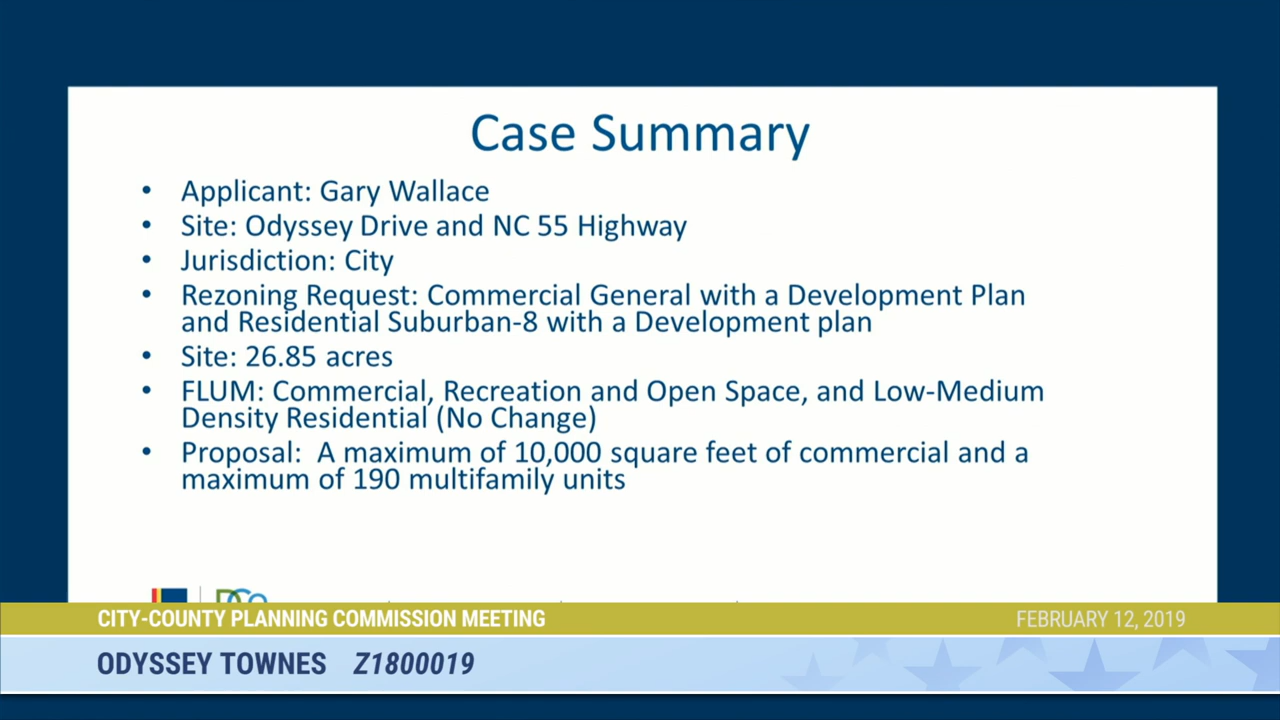 Case Summary
• Applicant: Gary Wallace
• Site: Odyssey Drive and NC 55 Highway
• Jurisdiction: City
• Rezoning Request: Commercial General with a Development Plan
and Residential Suburban-8 with a Development plan
• Site: 26.85 acres
• FLUM: Commercial, Recreation and Open Space, and Low-Medium
Density Residential (No Change)
• Proposal:  A maximum of 10,000 square feet of commercial and a
maximum of 190 multifamily units
CITY-COUNTY PLANNING COMMISSION MEETING
FEBRUARY 12, 2019
ODYSSEY TOWNES Z1800019